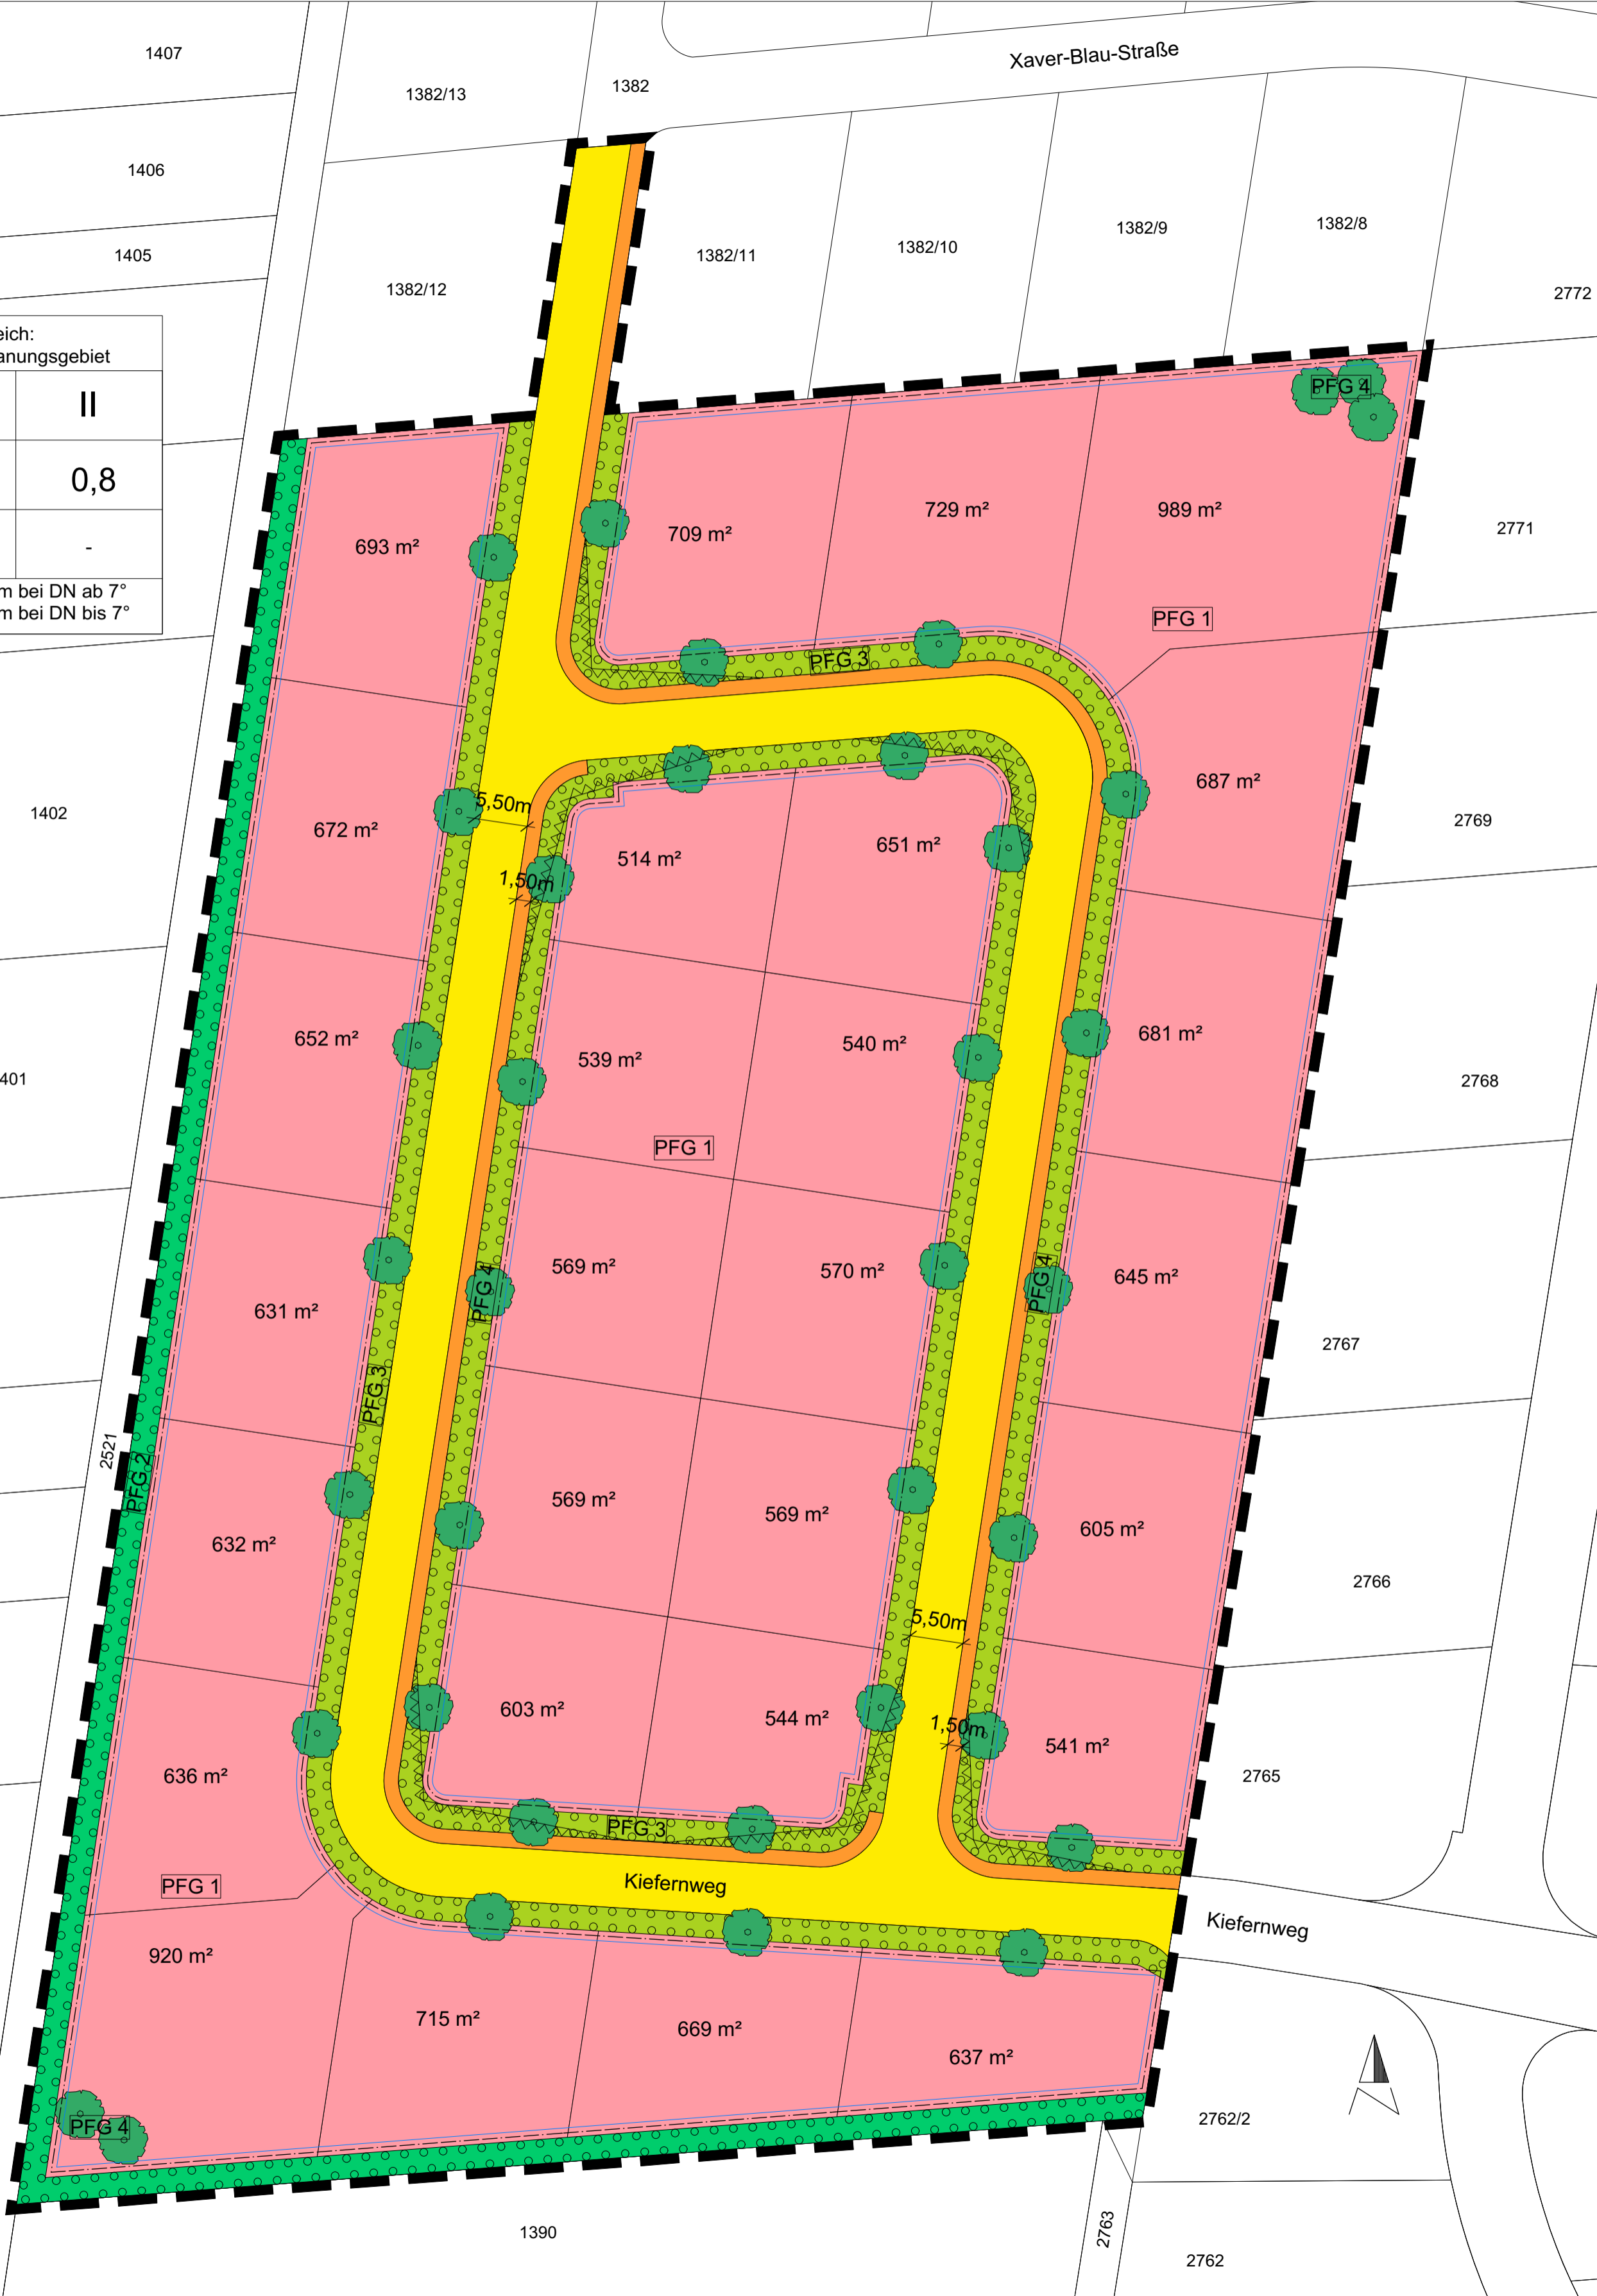 1407
Xaver-Blau-Straße
1382/13
1382
1406
1382/9
1382/8
1382/11
1382/10
1405
1382/12
2772
eich:
anungsgebiet
II
0,8
-
m bei DN ab 7°
m bei DN bis 7°
PFG 4
693 m²
709 m²
729 m²
989 m²
2771
PFG 1
PFG 3
687 m²
1402
672 m²
5,50m
514 m²
651 m²
2769
1,50m
652 m²
539 m²
540 m²
681 m²
401
2768
PFG 1
631 m²
569 m²
PFG 4
570 m²
PFG 4
645 m²
2767
PFG 3
2521
PFG 2
632 m²
569 m²
569 m²
605 m²
2766
5,50m
603 m²
544 m²
1,50m
541 m²
636 m²
2765
PFG 3
PFG 1
Kiefernweg
Kiefernweg
920 m²
715 m²
669 m²
637 m²
PFG 4
2762/2
1390
2763
2762